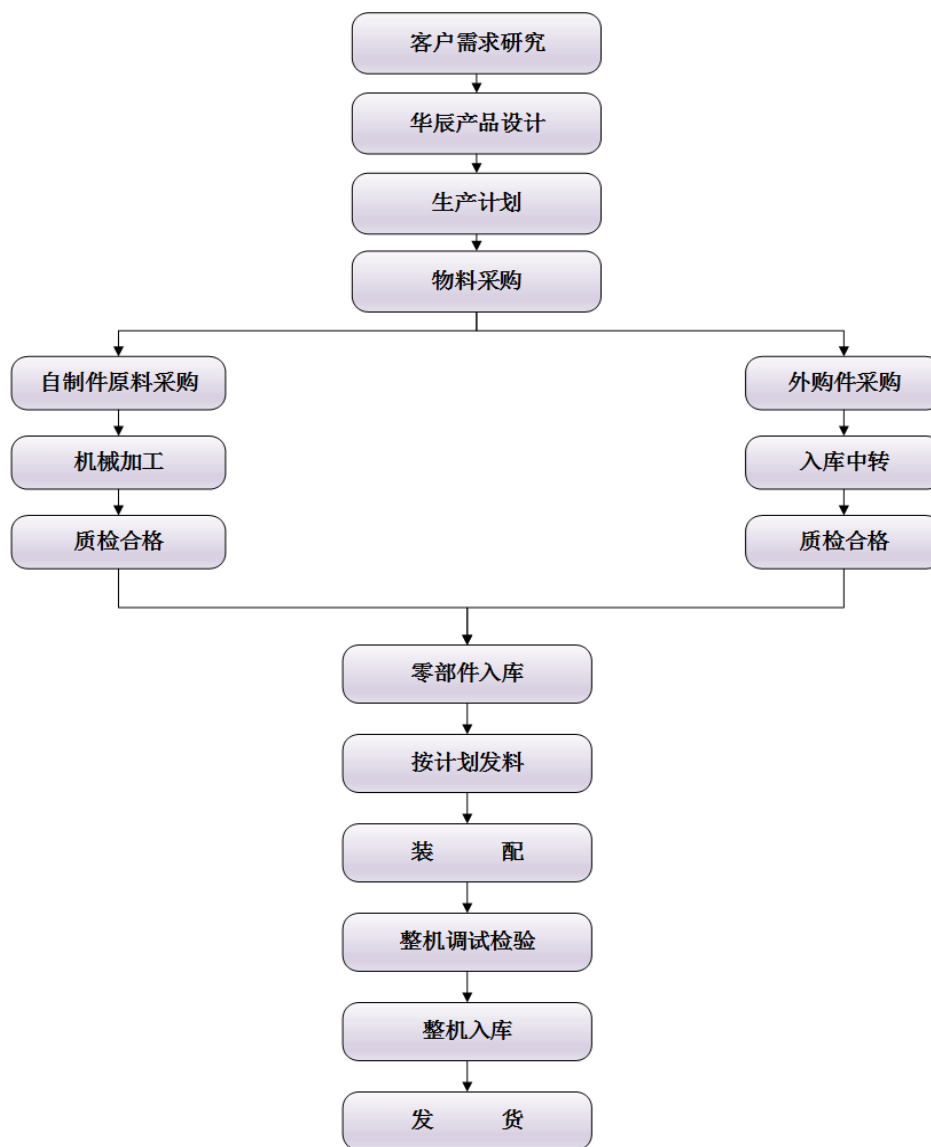 客户需求研究
华辰产品设计
生产计划
物料采购
自制件原料采购
外购件采购
机械加工
入库中转
质检合格
质检合格
零部件入库
按计划发料
装 配
整机调试检验
整机入库
发 货